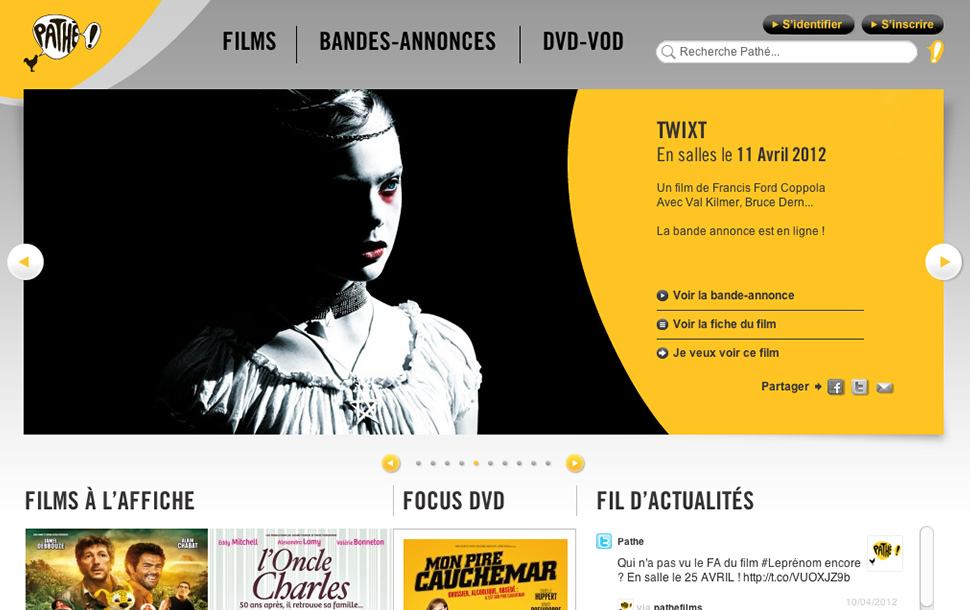 PATHE!
FILMS
BANDES-ANNONCES
DVD-VOD
S'identifier
S'inscrire
Recherche Pathé...
TWIXT
En salles le 11 Avril 2012
Un film de Francis Ford Coppola
Avec Val Kilmer, Bruce Dern...
La bande annonce est en ligne !
Voir la bande-annonce
Voir la fiche du film
Je veux voir ce film
Partager
FILMS À L'AFFICHE
FOCUS DVD
FIL D'ACTUALITÉS
JAMEL DEBBOUZE
ALAIN CHABAT
Eddy Mitchell
Alexandra Lamy
Valérie Bonneton
l'Oncle
Charles
50 ans après, il retrouve sa famille...
MON PIRE
CAUCHEMAR
HUPPERT
Pathe
Qui n'a pas vu le FA du film #Leprénom encore
? En salle le 25 AVRIL ! http://t.co/VUOXJZ9b
PATHE!
10/04/2012
via pathefilms